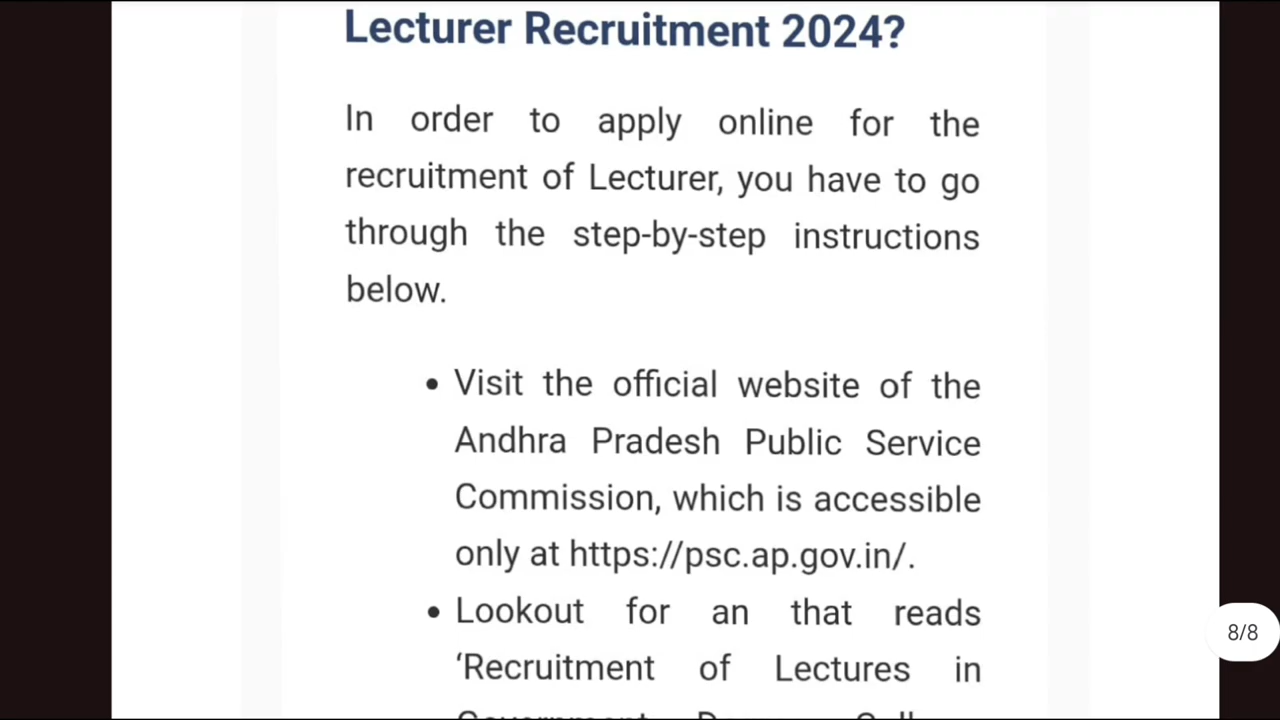 Lecturer Recruitment 2024?
In order to apply online for the
recruitment of Lecturer, you have to go
through the step-by-step instructions
below.
• Visit the official website of the
Andhra Pradesh Public Service
Commission, which is accessible
only at https://psc.ap.gov.in/.
• Lookout for an that reads
‘Recruitment of Lectures in
8/8